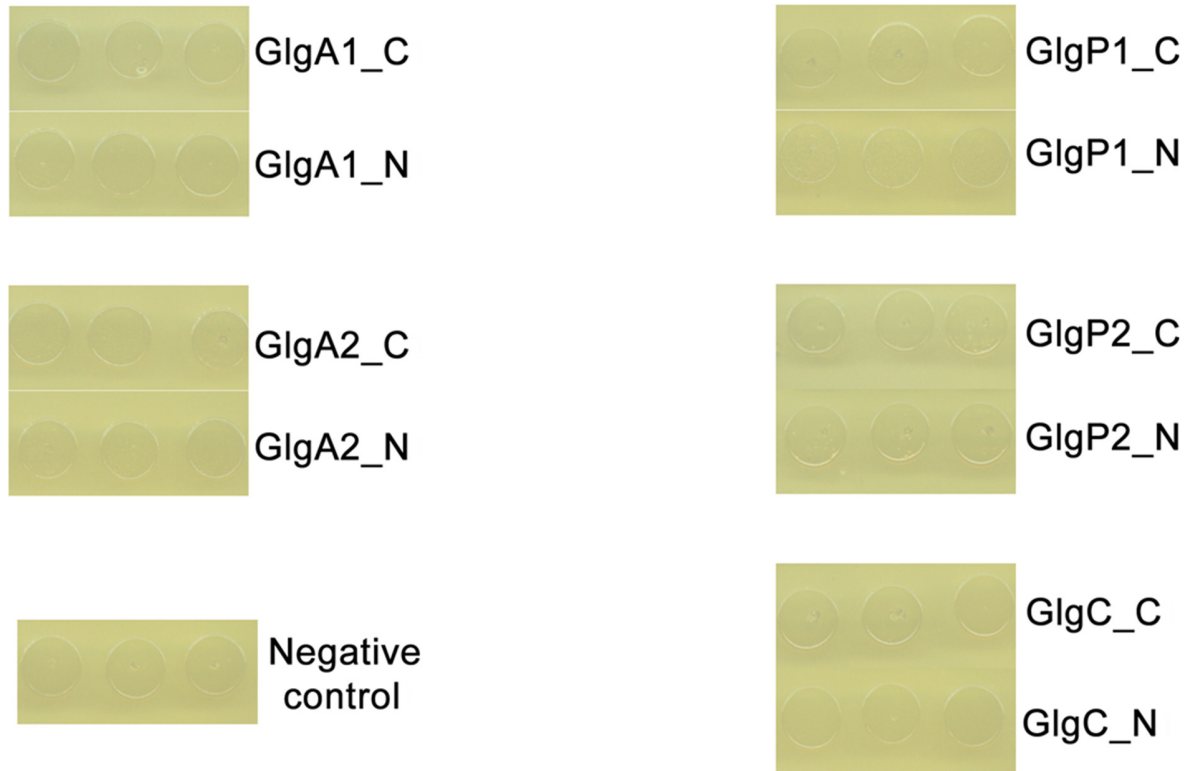 GlgA1_C
GlgA1_N
GlgA2_C
GlgA2_N
Negative
control
GlgP1_C
GlgP1_N
GlgP2_C
GlgP2_N
GlgC_C
GlgC_N